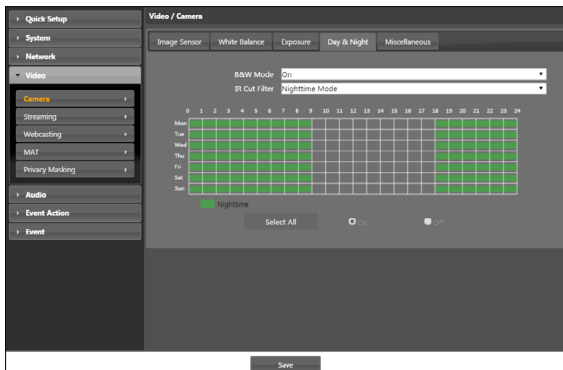 Quick Setup
System
Network
Video
Camera
Streaming
Webcasting
MAT
Privacy Masking
Audio
Event Action
Event
Video / Camera
Image Sensor White Balance Exposure Day & Night Miscellaneous
B&W Mode On
IR Cut Filter Nighttime Mode
0 1 2 3 4 5 6 7 8 9 10 11 12 13 14 15 16 17 18 19 20 21 22 23 24
Mon
Tue
Wed
Thu
Fri
Sat
Sun
Nighttime
Select All On Off
Save